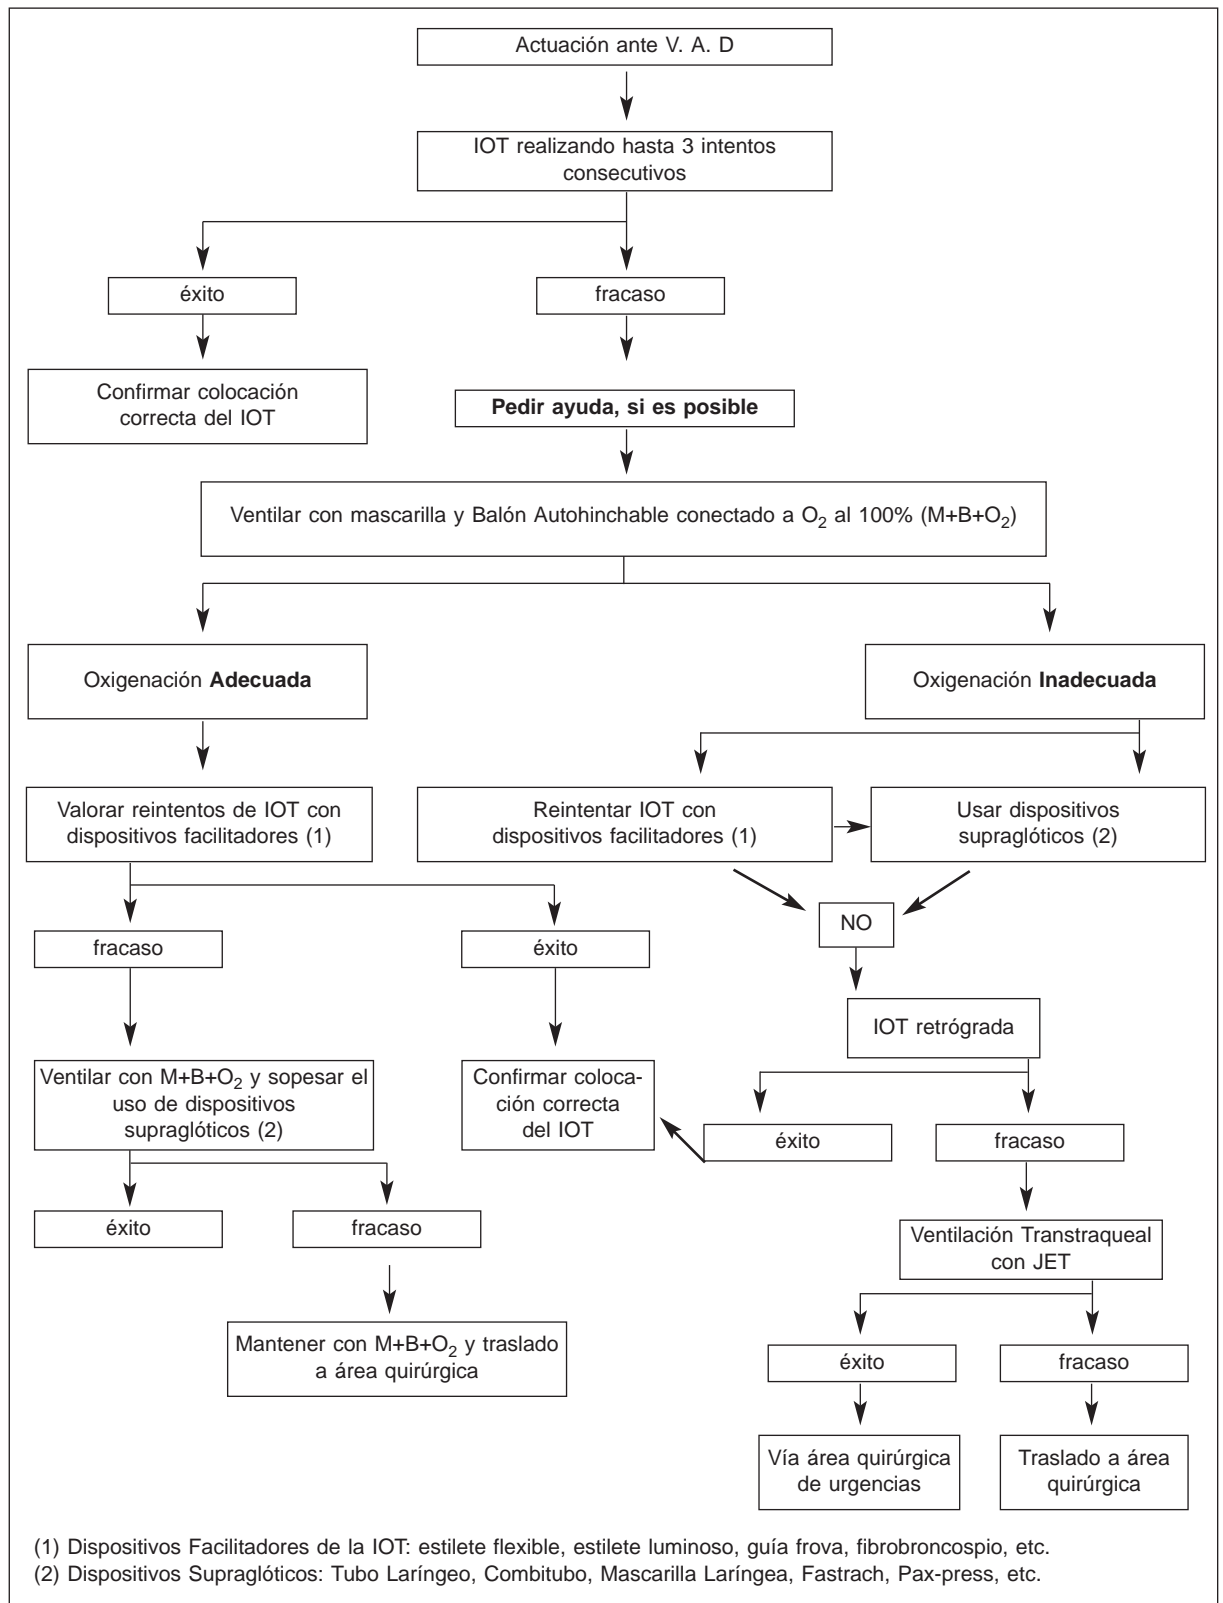 Actuación ante V. A. D
IOT realizando hasta 3 intentos
consecutivos
éxito
fracaso
Confirmar colocación
correcta del IOT
Pedir ayuda, si es posible
Ventilar con mascarilla y Balón Autohinchable conectado a O₂ al 100% (M+B+O₂)
Oxigenación Adecuada
Oxigenación Inadecuada
Valorar reintentos de IOT con
dispositivos facilitadores (1)
Reintentar IOT con
dispositivos facilitadores (1)
Usar dispositivos
supraglóticos (2)
NO
fracaso
éxito
IOT retrógrada
Ventilar con M+B+O₂ y sopesar el
uso de dispositivos
supraglóticos (2)
Confirmar coloca-
ción correcta
del IOT
éxito
fracaso
éxito
fracaso
Ventilación Transtraqueal
con JET
Mantener con M+B+O₂ y traslado
a área quirúrgica
éxito
fracaso
Vía área quirúrgica
de urgencias
Traslado a área
quirúrgica
(1) Dispositivos Facilitadores de la IOT: estilete flexible, estilete luminoso, guía frova, fibrobroncospio, etc.
(2) Dispositivos Supraglóticos: Tubo Laríngeo, Combitubo, Mascarilla Laríngea, Fastrach, Pax-press, etc.